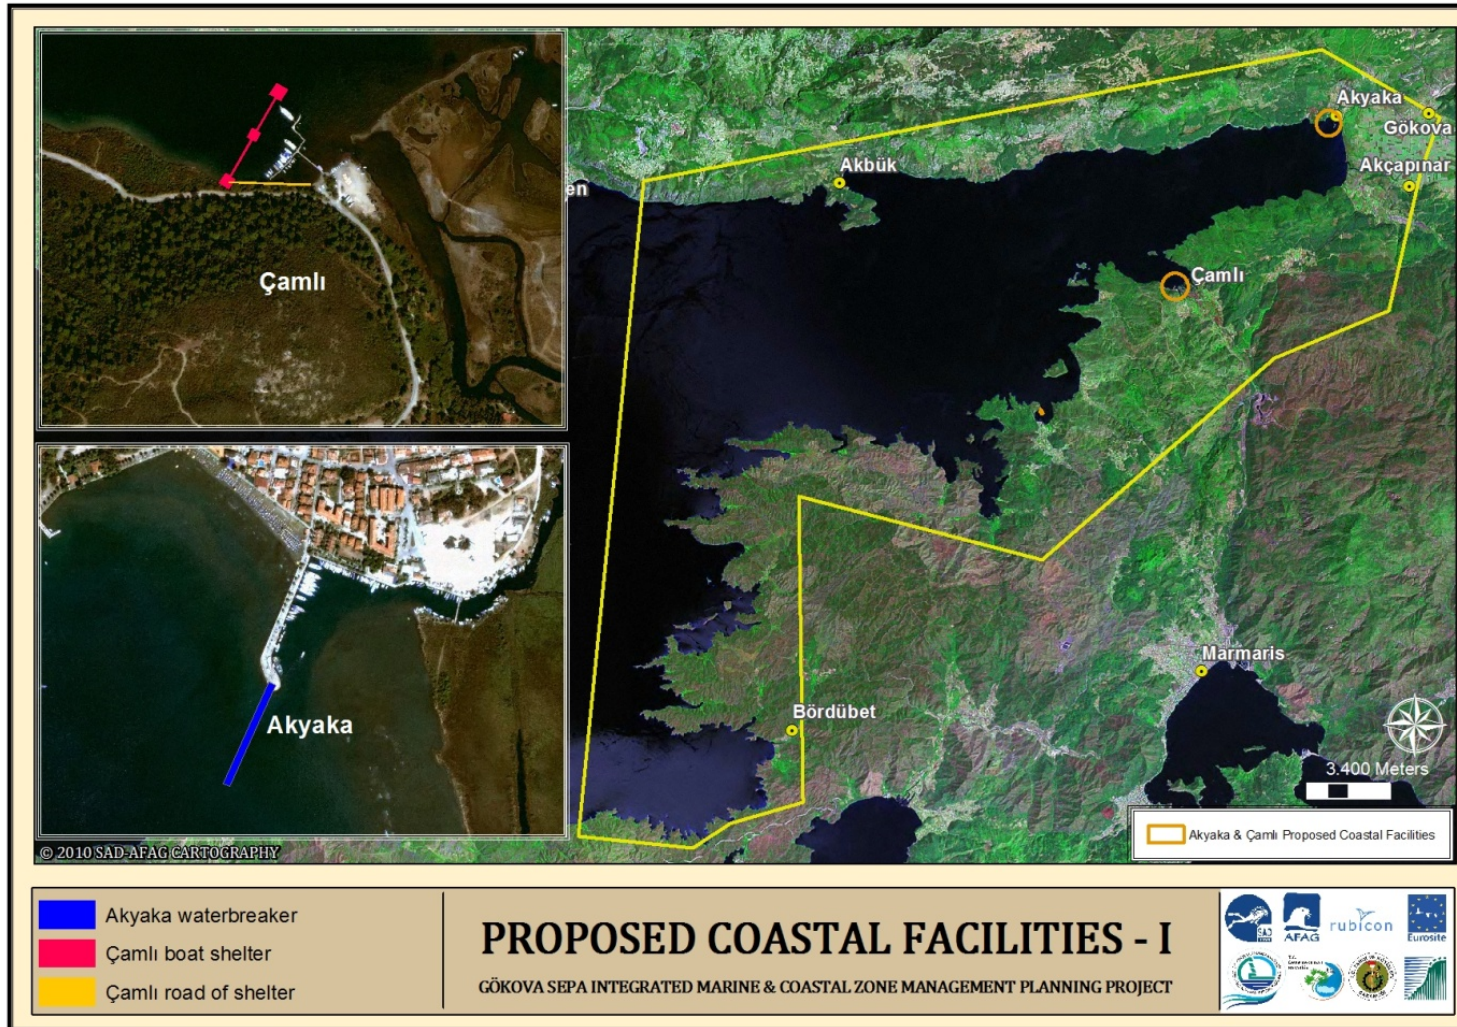 Çamlı
Akyaka
© 2010 SAD-AFAG CARTOGRAPHY
en
Akbük
Akyaka
Gökova
Akçapınar
Çamlı
Marmaris
Bördübet
3.400 Meters
Akyaka & Çamlı Proposed Coastal Facilities
Akyaka waterbreaker
Çamlı boat shelter
Çamlı road of shelter
PROPOSED COASTAL FACILITIES - I
GÖKOVA SEPA INTEGRATED MARINE & COASTAL ZONE MANAGEMENT PLANNING PROJECT
SAD
AFAG
rubicon
Eurosite